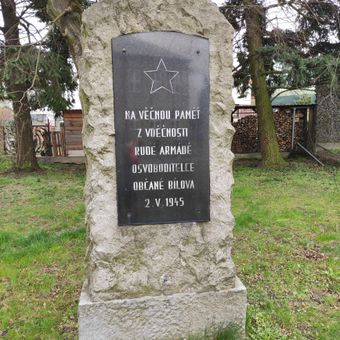 NA VĚČNOU PAMĚŤ
Z VDĚČNOSTI
RUDÉ ARMÁDĚ
OSVOBODITELCE
OBČANÉ BÍLOVA
2. V. 1945